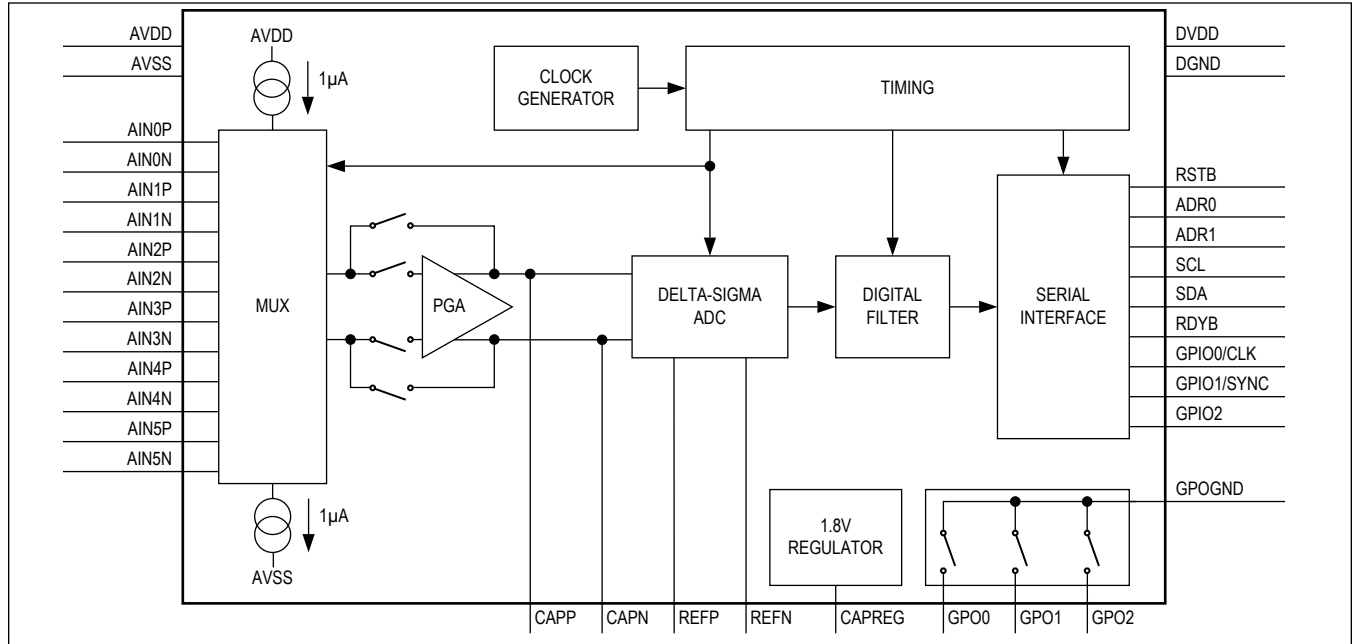 AVDD
AVSS
AIN0P
AIN0N
AIN1P
AIN1N
AIN2P
AIN2N
AIN3P
AIN3N
AIN4P
AIN4N
AIN5P
AIN5N
AVDD
1µA
MUX
1µA
AVSS
PGA
CLOCK
GENERATOR
TIMING
DELTA-SIGMA
ADC
DIGITAL
FILTER
SERIAL
INTERFACE
1.8V
REGULATOR
DVDD
DGND
RSTB
ADR0
ADR1
SCL
SDA
RDYB
GPIO0/CLK
GPIO1/SYNC
GPIO2
GPOGND
CAPP
CAPN
REFP
REFN
CAPREG
GPO0
GPO1
GPO2